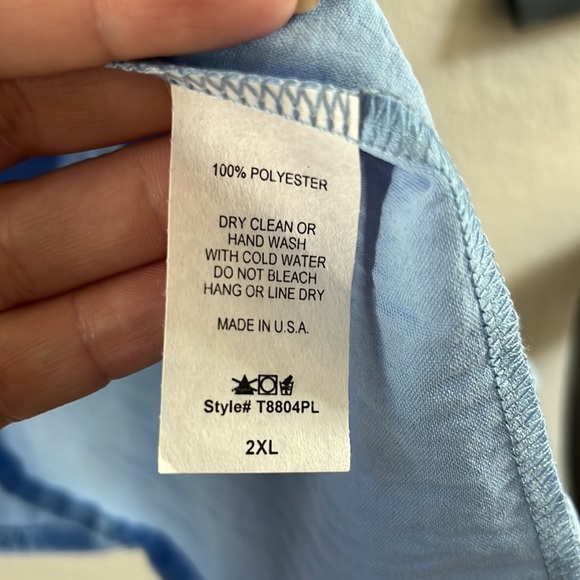 100% POLYESTER
DRY CLEAN OR
HAND WASH
WITH COLD WATER
DO NOT BLEACH
HANG OR LINE DRY
MADE IN U.S.A.
Style# T8804PL
2XL